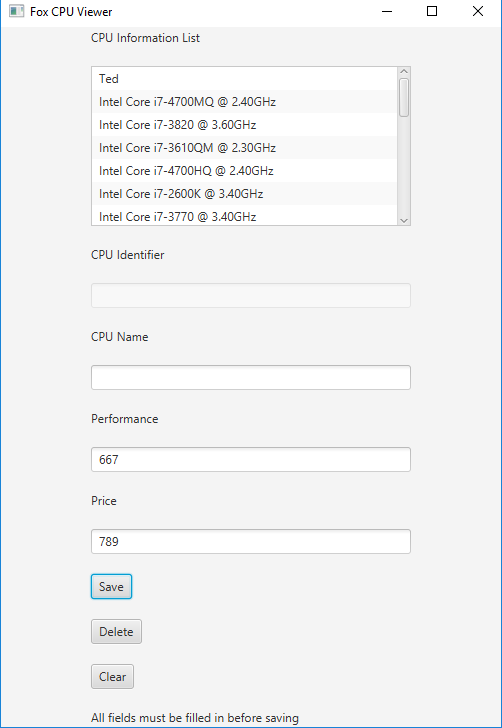 Fox CPU Viewer
CPU Information List
Ted
Intel Core i7-4700MQ @ 2.40GHz
Intel Core i7-3820 @ 3.60GHz
Intel Core i7-3610QM @ 2.30GHz
Intel Core i7-4700HQ @ 2.40GHz
Intel Core i7-2600K @ 3.40GHz
Intel Core i7-3770 @ 3.40GHz
CPU Identifier
CPU Name
Performance
667
Price
789
Save
Delete
Clear
All fields must be filled in before saving